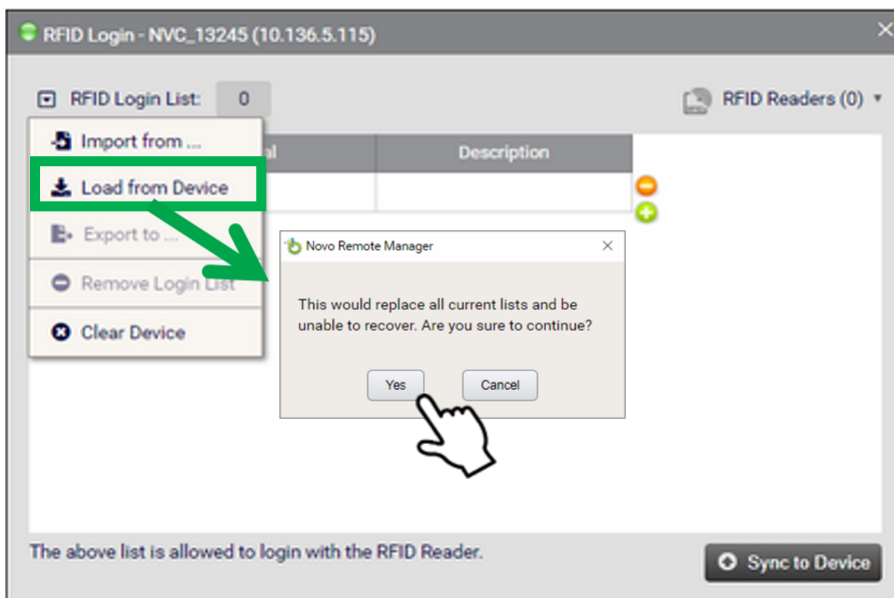 RFID Login - NVC_13245 (10.136.5.115)
RFID Login List: 0
RFID Readers (0)
Import from ...
Description
Load from Device
Export to ...
Remove Login List
Clear Device
Novo Remote Manager
This would replace all current lists and be
unable to recover. Are you sure to continue?
Yes
Cancel
The above list is allowed to login with the RFID Reader.
Sync to Device